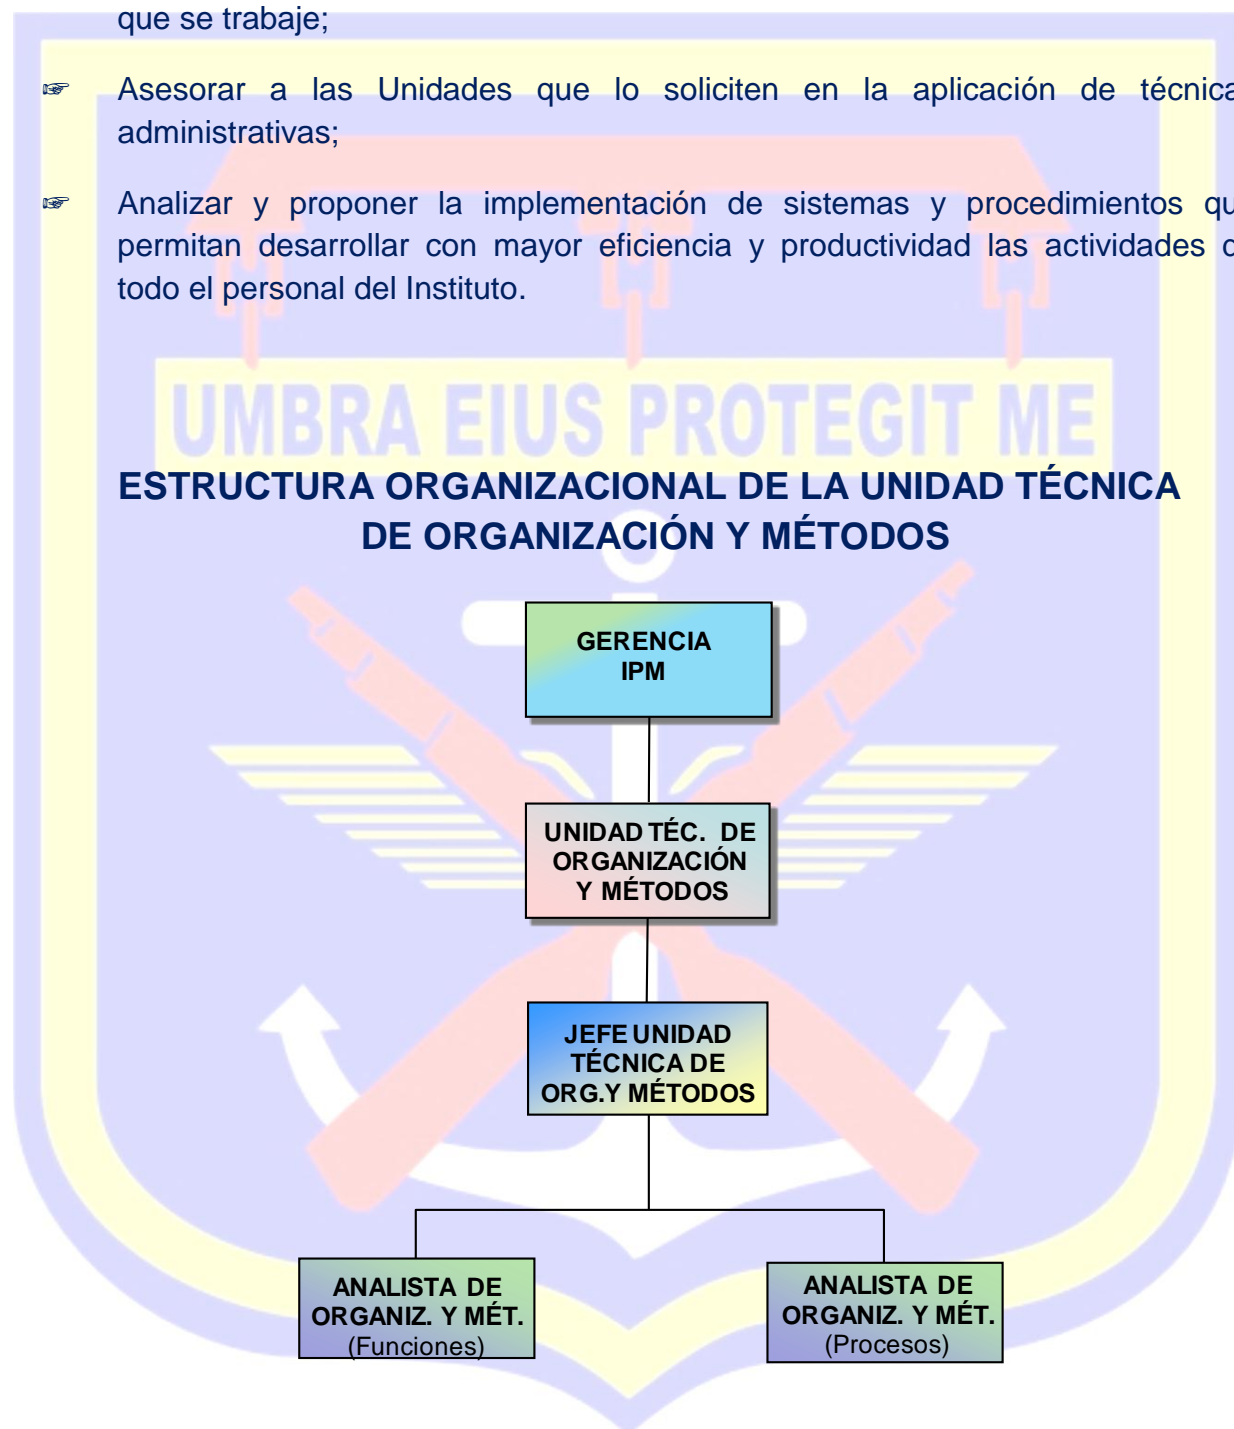 que se trabaje;
☞ Asesorar a las Unidades que lo soliciten en la aplicación de técnica
administrativas;
☞ Analizar y proponer la implementación de sistemas y procedimientos qu
permitan desarrollar con mayor eficiencia y productividad las actividades d
todo el personal del Instituto.
UMBRA EIUS PROTEGIT ME
ESTRUCTURA ORGANIZACIONAL DE LA UNIDAD TÉCNICA
DE ORGANIZACIÓN Y MÉTODOS
GERENCIA
IPM
UNIDAD TÉC. DE
ORGANIZACIÓN
Y MÉTODOS
JEFE UNIDAD
TÉCNICA DE
ORG.Y MÉTODOS
ANALISTA DE
ORGANIZ. Y MÉT.
(Funciones)
ANALISTA DE
ORGANIZ. Y MÉT.
(Procesos)